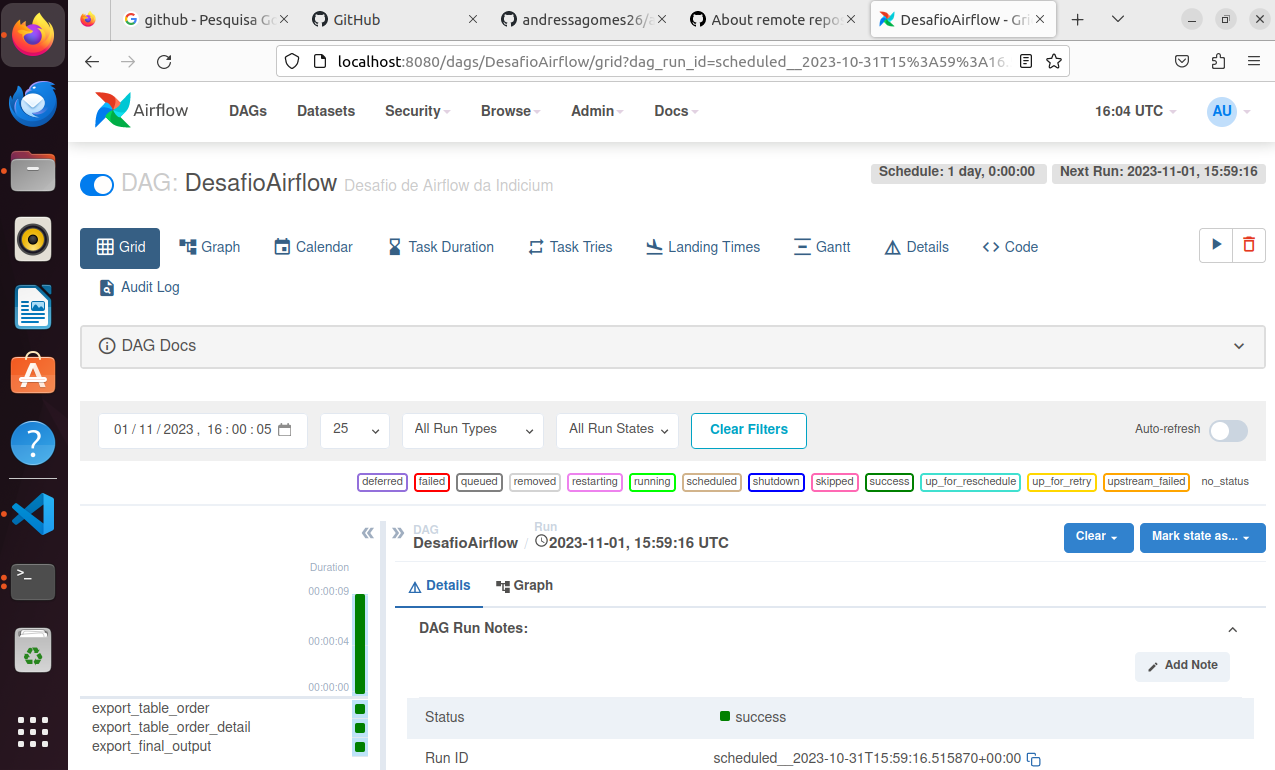 github - Pesquisa Go
GitHub
andressagomes26/a
About remote repos
DesafioAirflow - Gri
localhost:8080/dags/DesafioAirflow/grid?dag_run_id=scheduled__2023-10-31T15%3A59%3A16.
Airflow
DAGs
Datasets
Security
Browse
Admin
Docs
16:04 UTC
AU
DAG: DesafioAirflow Desafio de Airflow da Indicium
Schedule: 1 day, 0:00:00
Next Run: 2023-11-01, 15:59:16
Grid
Graph
Calendar
Task Duration
Task Tries
Landing Times
Gantt
Details
<> Code
Audit Log
DAG Docs
01/11/2023, 16:00:05
25
All Run Types
All Run States
Clear Filters
Auto-refresh
deferred
failed
queued
removed
restarting
running
scheduled
shutdown
skipped
success
up_for_reschedule
up_for_retry
upstream_failed
no_status
DAG
DesafioAirflow
/
Run
2023-11-01, 15:59:16 UTC
Clear
Mark state as...
Duration
00:00:09
00:00:04
00:00:00
export_table_order
export_table_order_detail
export_final_output
Details
Graph
DAG Run Notes:
Add Note
Status
success
Run ID
scheduled__2023-10-31T15:59:16.515870+00:00